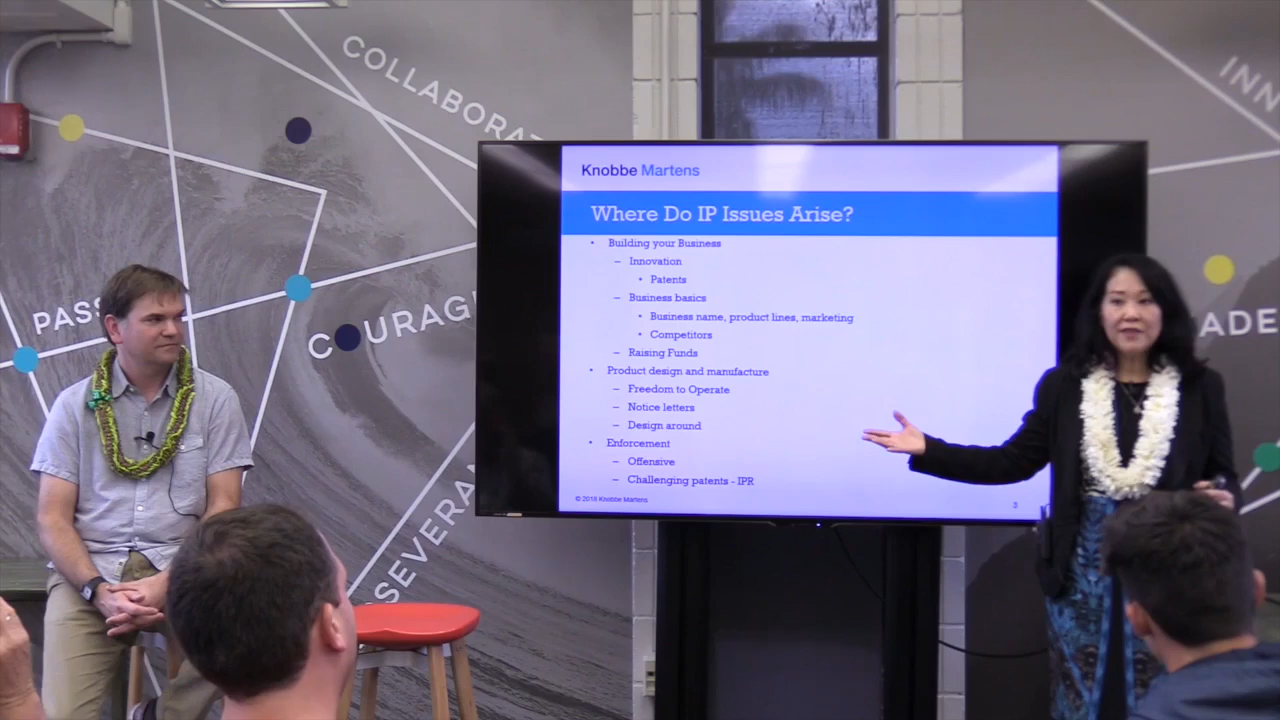 COLLABORAT
INN
PASS
COURAG
ADE
SEVERAN
Knobbe Martens
Where Do IP Issues Arise?
• Building your Business
– Innovation
• Patents
– Business basics
• Business name, product lines, marketing
• Competitors
– Raising Funds
• Product design and manufacture
– Freedom to Operate
– Notice letters
– Design around
• Enforcement
– Offensive
– Challenging patents - IPR
© 2018 Knobbe Martens
3